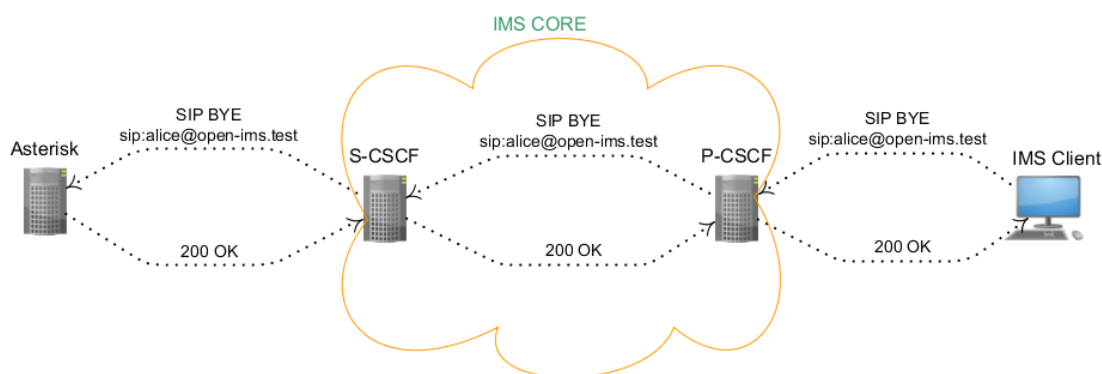 IMS CORE
SIP BYE
sip:alice@open-ims.test
SIP BYE
sip:alice@open-ims.test
SIP BYE
sip:alice@open-ims.test
Asterisk
S-CSCF
P-CSCF
IMS Client
200 OK
200 OK
200 OK